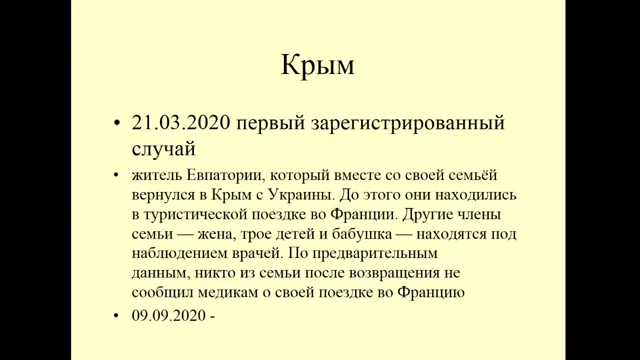 Крым
• 21.03.2020 первый зарегистрированный
случай
• житель Евпатории, который вместе со своей семьёй
вернулся в Крым с Украины. До этого они находились
в туристической поездке во Франции. Другие члены
семьи — жена, трое детей и бабушка — находятся под
наблюдением врачей. По предварительным
данным, никто из семьи после возвращения не
сообщил медикам о своей поездке во Францию
• 09.09.2020 -